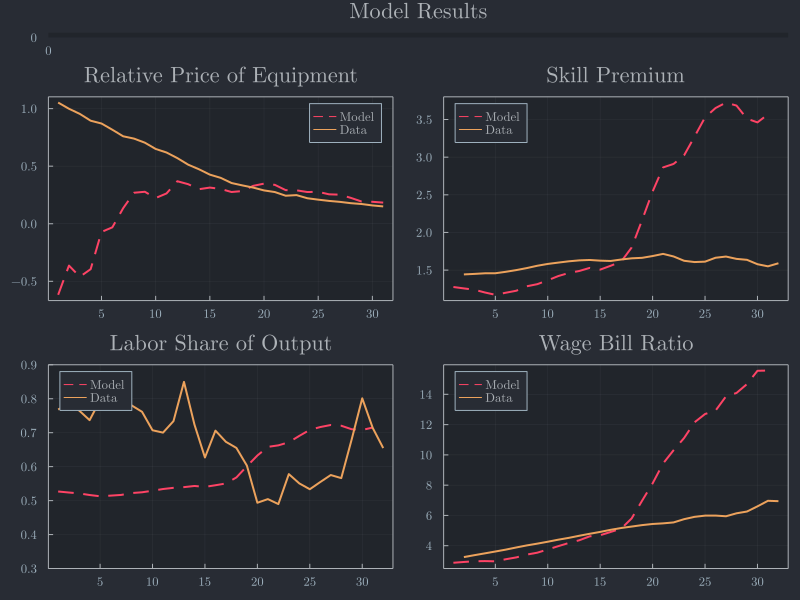 Model Results
0
0
Relative Price of Equipment
Model
Data
1.0
0.5
0.0
−0.5
5 10 15 20 25 30
Skill Premium
Model
Data
3.5
3.0
2.5
2.0
1.5
5 10 15 20 25 30
Labor Share of Output
Model
Data
0.9
0.8
0.7
0.6
0.5
0.4
0.3
5 10 15 20 25 30
Wage Bill Ratio
Model
Data
14
12
10
8
6
4
5 10 15 20 25 30